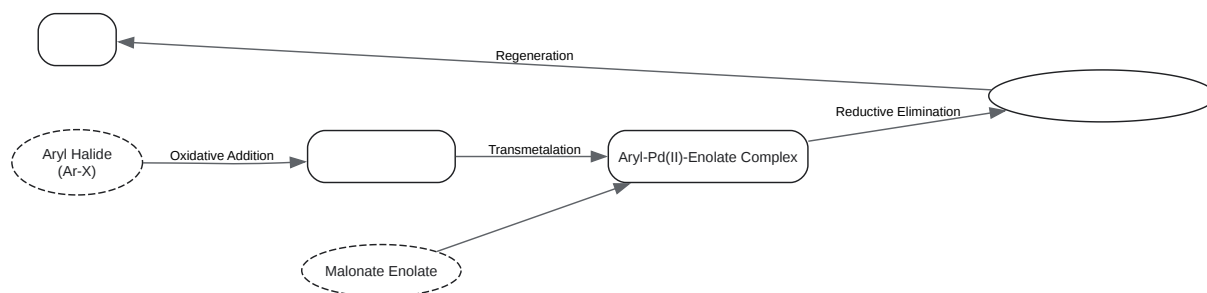 Regeneration
Reductive Elimination
Aryl Halide
(Ar-X)
Oxidative Addition
Transmetalation
Aryl-Pd(II)-Enolate Complex
Malonate Enolate